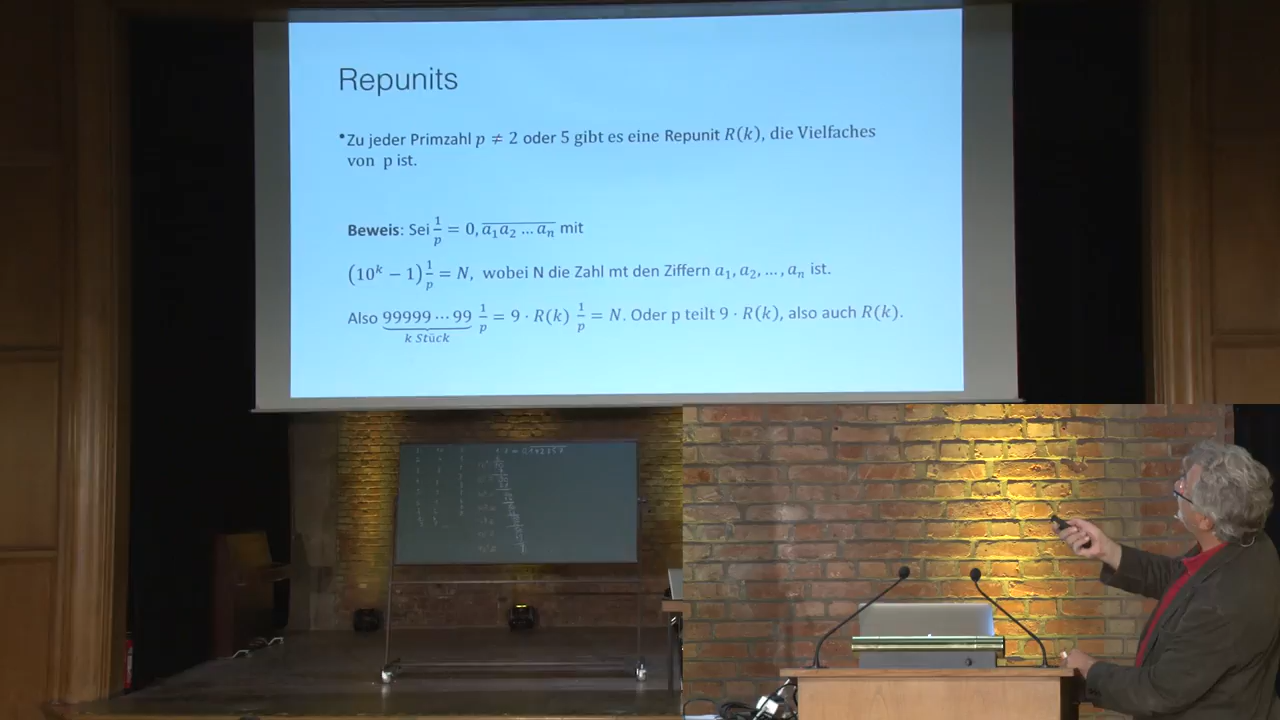 Repunits
•Zu jeder Primzahl p ≠ 2 oder 5 gibt es eine Repunit R(k), die Vielfaches
von p ist.
Beweis: Sei 1/p = 0, a₁a₂ … aₙ mit
(10ᵏ − 1) 1/p = N, wobei N die Zahl mt den Ziffern a₁, a₂, … , aₙ ist.
Also 99999 ⋯ 99 1/p = 9 · R(k) 1/p = N. Oder p teilt 9 · R(k), also auch R(k).
k Stück